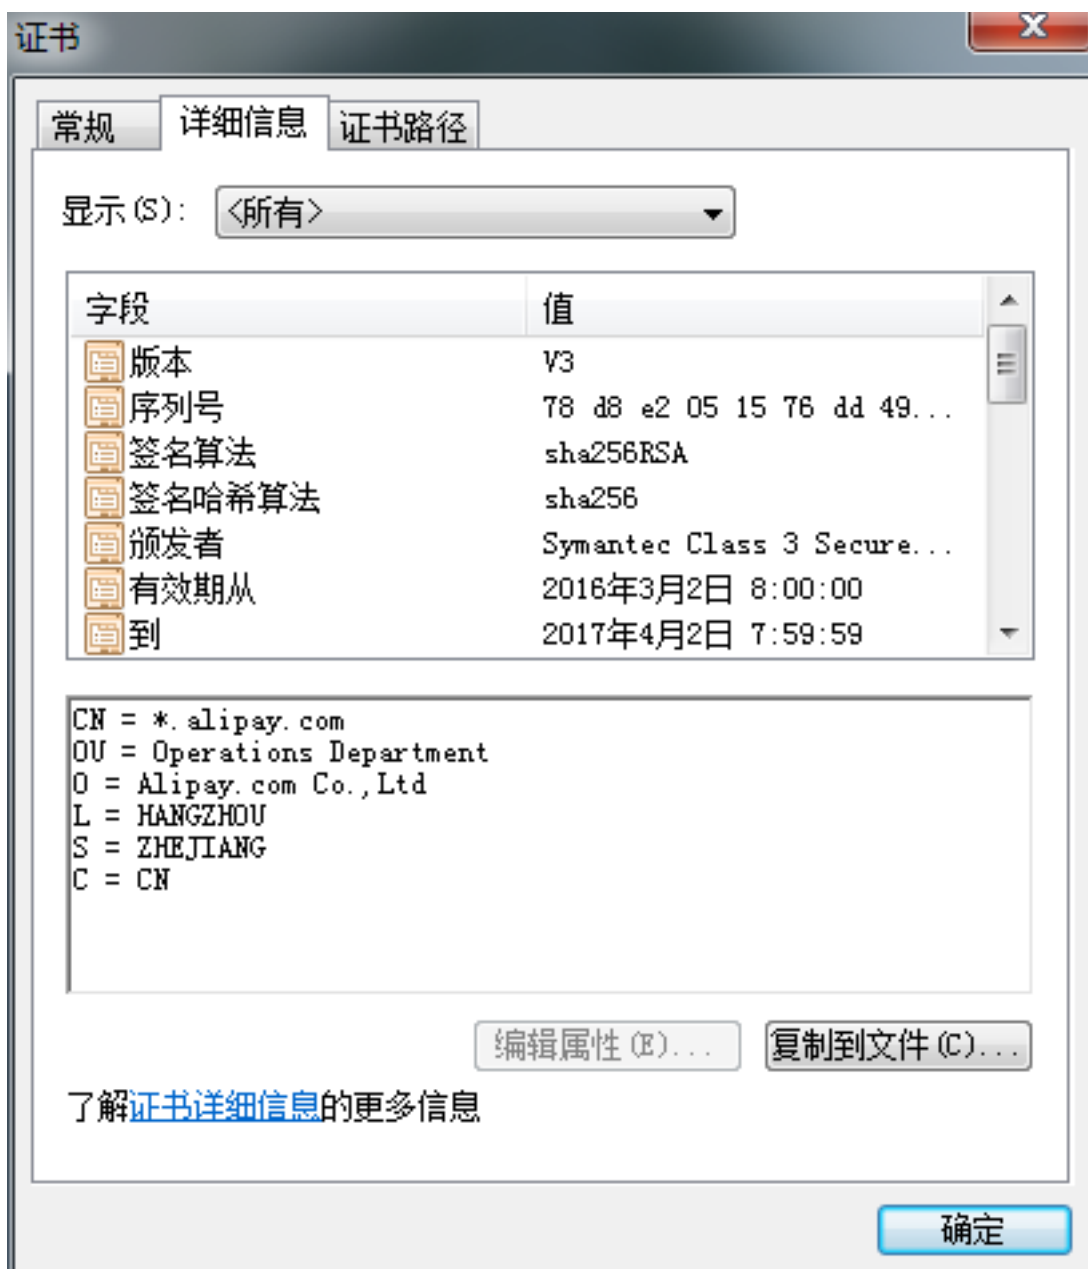 证书
常规 详细信息 证书路径
显示(S): <所有>
字段 值
版本 V3
序列号 78 d8 e2 05 15 76 dd 49...
签名算法 sha256RSA
签名哈希算法 sha256
颁发者 Symantec Class 3 Secure...
有效期从 2016年3月2日 8:00:00
到 2017年4月2日 7:59:59
CN = *.alipay.com
OU = Operations Department
O = Alipay.com Co.,Ltd
L = HANGZHOU
S = ZHEJIANG
C = CN
编辑属性(E)... 复制到文件(C)...
了解证书详细信息的更多信息
确定